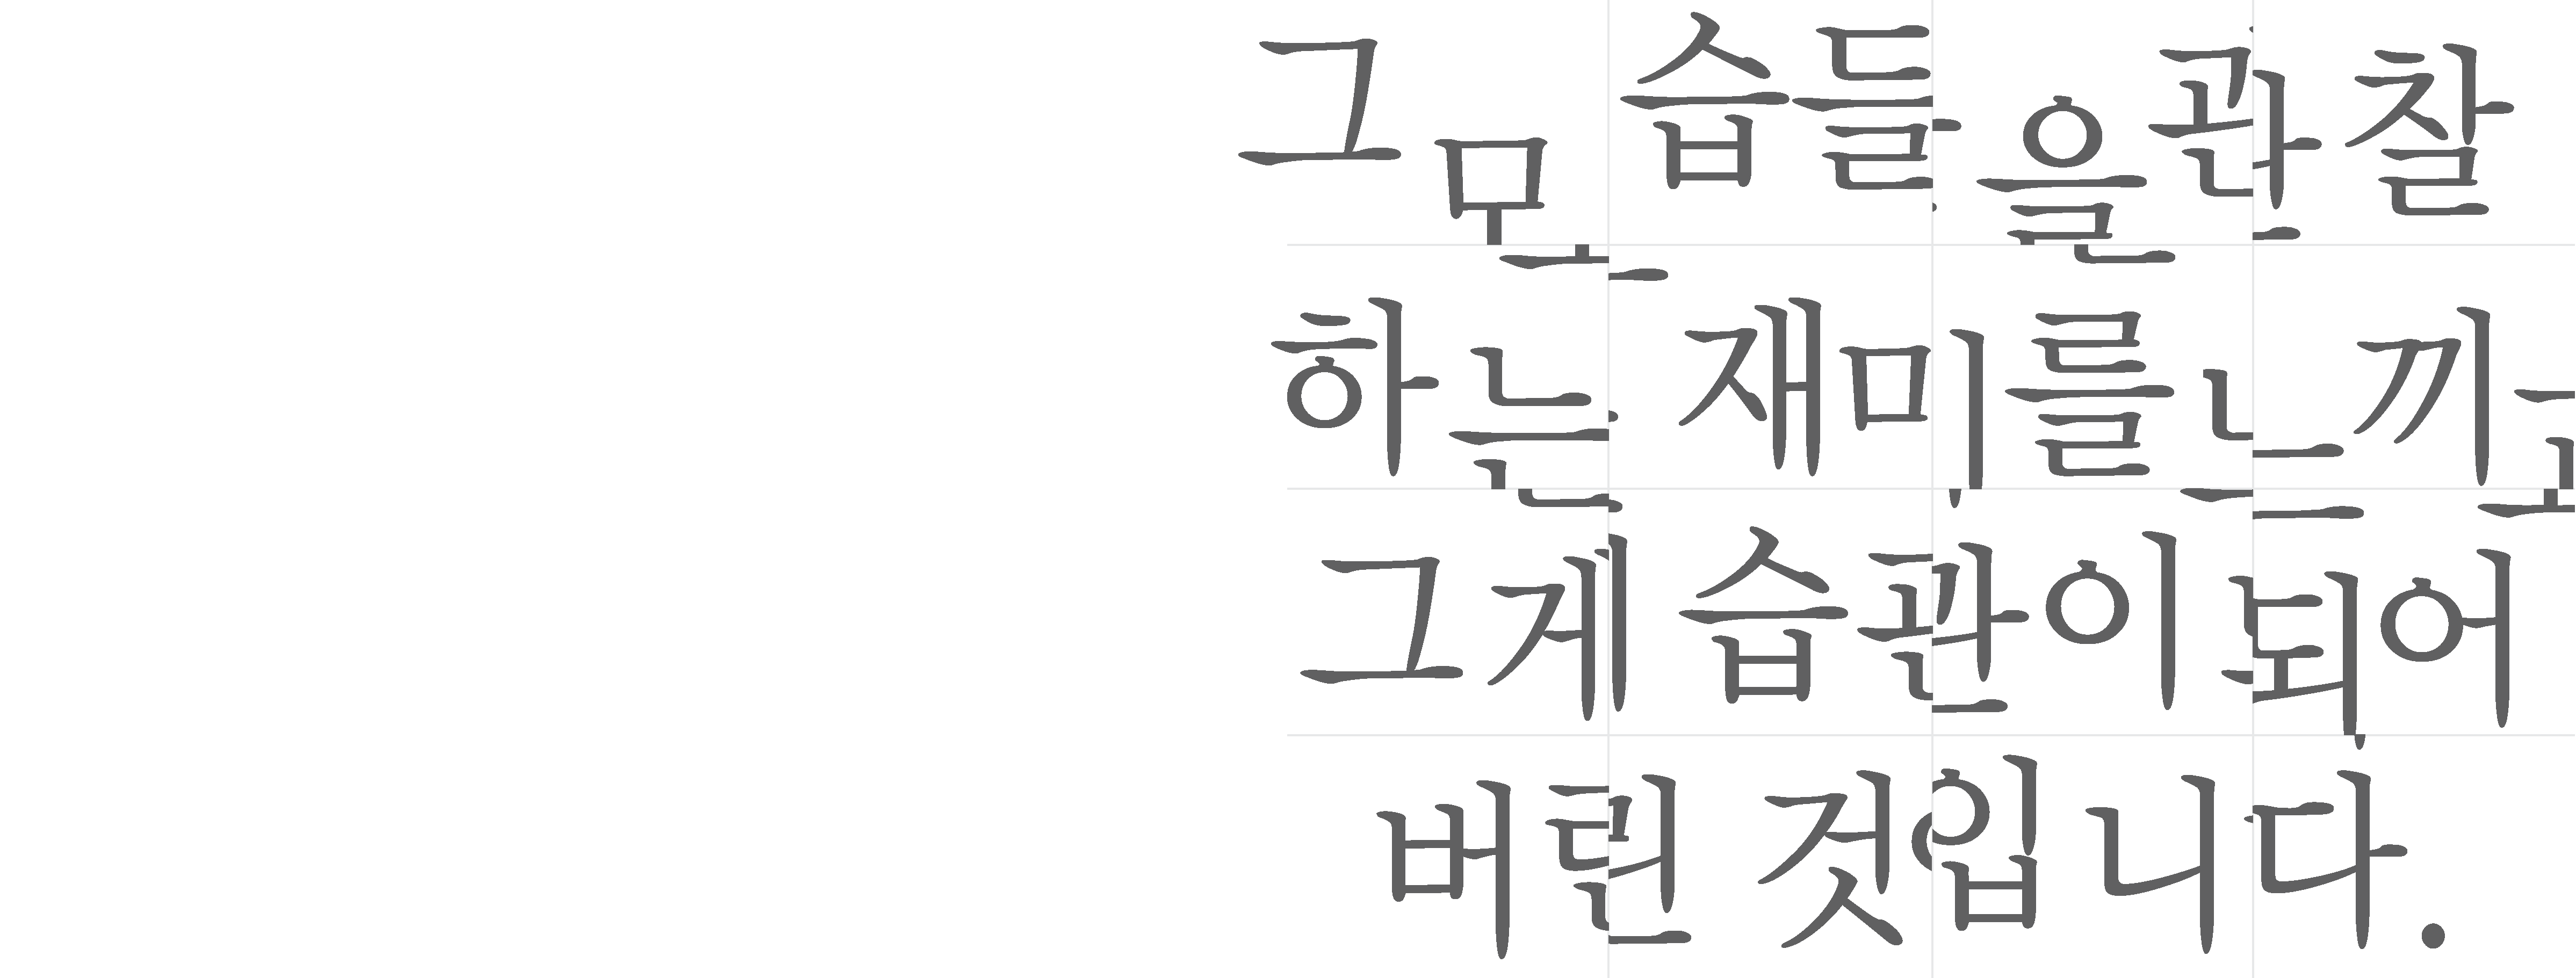 그 모습들을 관찰
하는 재미를 느끼고
그게 습관이 되어
버린 것입니다.